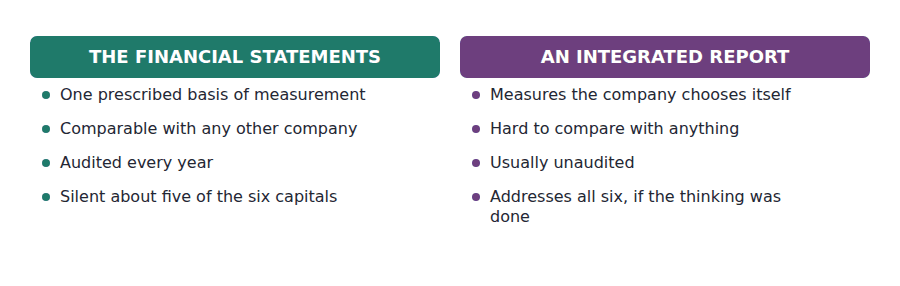 THE FINANCIAL STATEMENTS
One prescribed basis of measurement
Comparable with any other company
Audited every year
Silent about five of the six capitals
AN INTEGRATED REPORT
Measures the company chooses itself
Hard to compare with anything
Usually unaudited
Addresses all six, if the thinking was
done